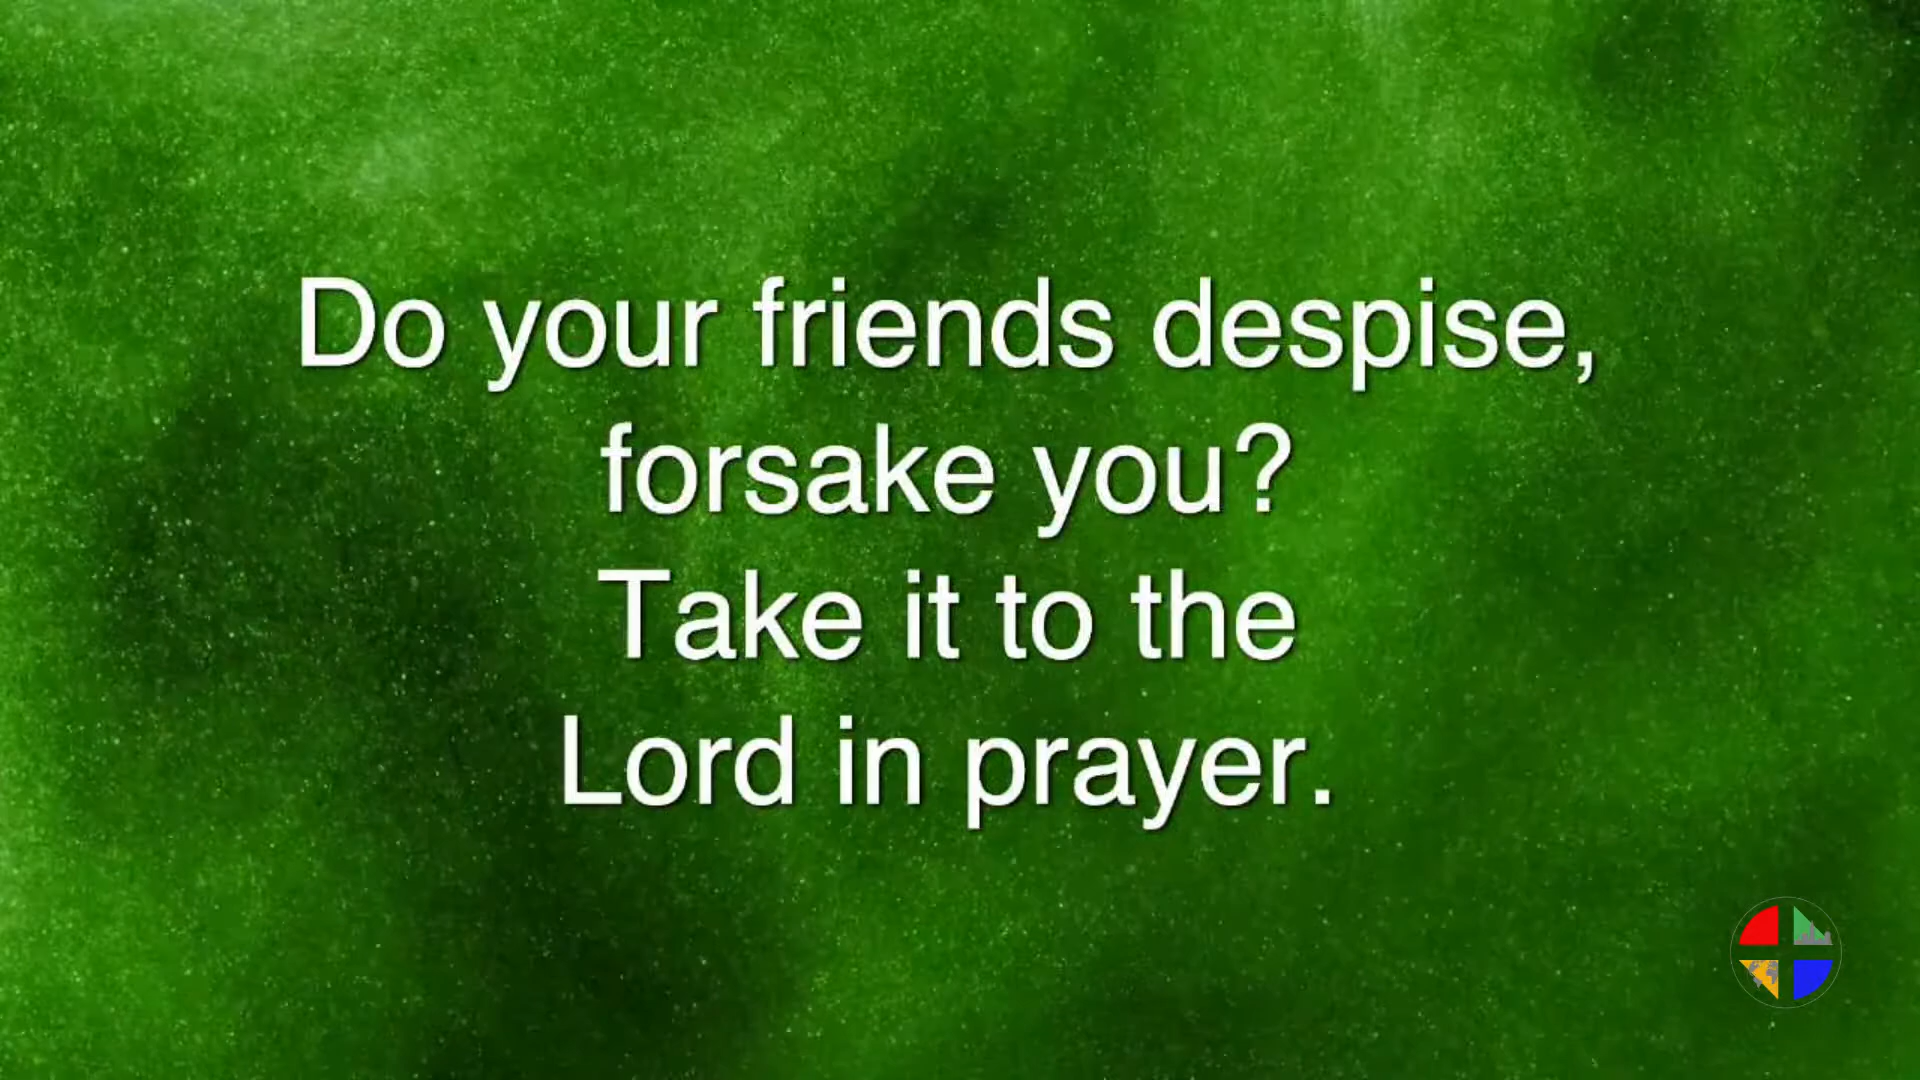 Do your friends despise,
forsake you?
Take it to the
Lord in prayer.